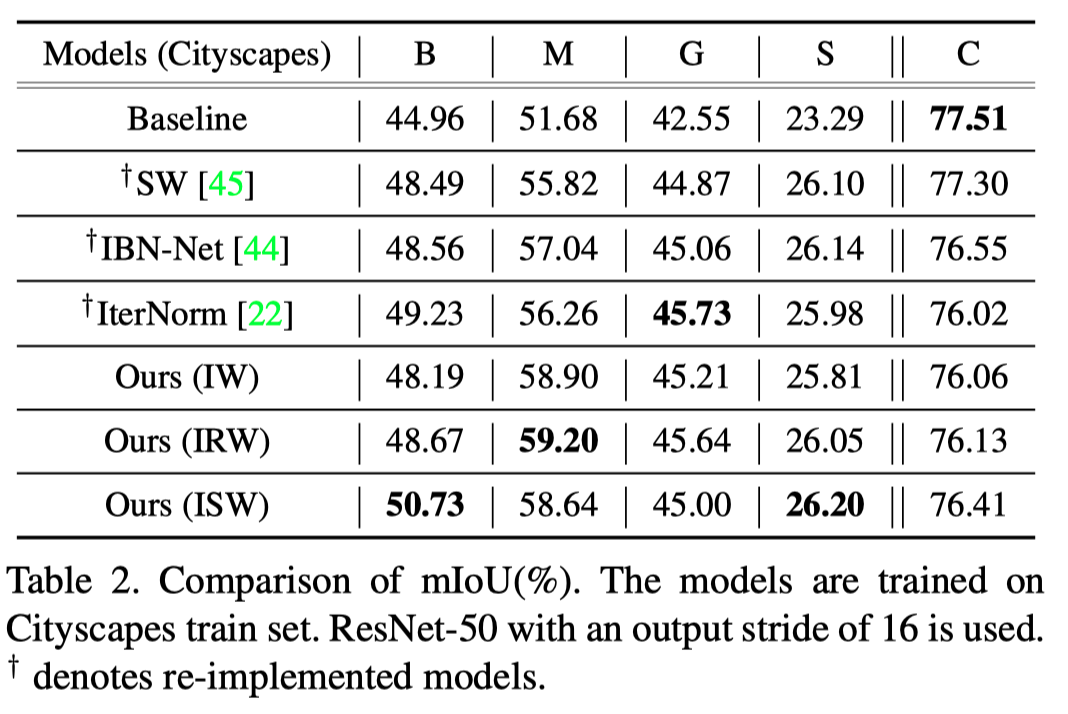 Models (Cityscapes) B M G S C
Baseline 44.96 51.68 42.55 23.29 77.51
†SW [45] 48.49 55.82 44.87 26.10 77.30
†IBN-Net [44] 48.56 57.04 45.06 26.14 76.55
†IterNorm [22] 49.23 56.26 45.73 25.98 76.02
Ours (IW) 48.19 58.90 45.21 25.81 76.06
Ours (IRW) 48.67 59.20 45.64 26.05 76.13
Ours (ISW) 50.73 58.64 45.00 26.20 76.41
Table 2. Comparison of mIoU(%). The models are trained on
Cityscapes train set. ResNet-50 with an output stride of 16 is used.
† denotes re-implemented models.